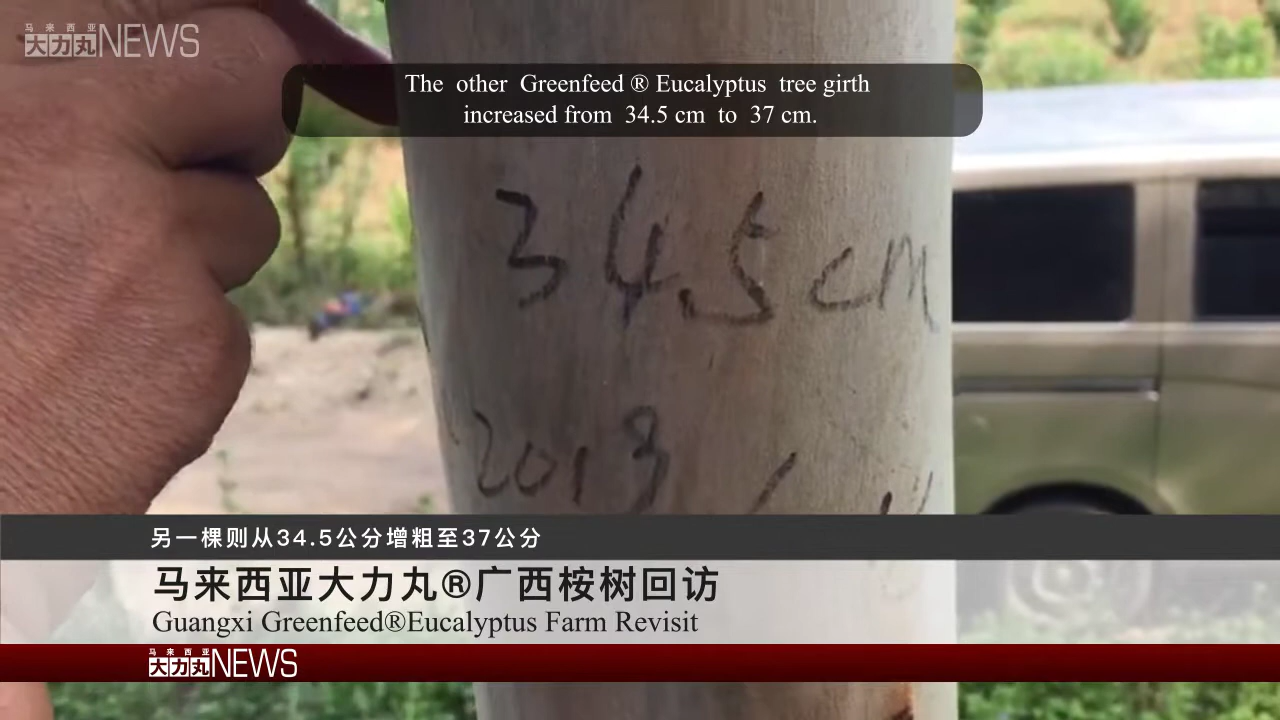 马来西亚
大力丸NEWS
The other Greenfeed ® Eucalyptus tree girth
increased from 34.5 cm to 37 cm.
34.5cm
2013
另一棵则从34.5公分增粗至37公分
马来西亚大力丸®广西桉树回访
Guangxi Greenfeed®Eucalyptus Farm Revisit
马来西亚
大力丸NEWS